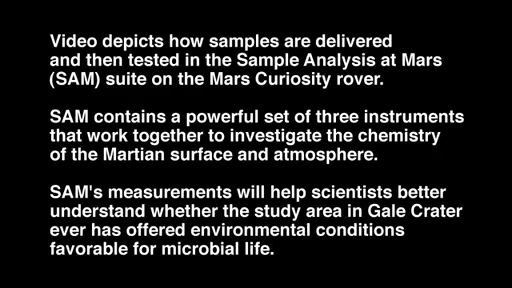 Video depicts how samples are delivered
and then tested in the Sample Analysis at Mars
(SAM) suite on the Mars Curiosity rover.
SAM contains a powerful set of three instruments
that work together to investigate the chemistry
of the Martian surface and atmosphere.
SAM's measurements will help scientists better
understand whether the study area in Gale Crater
ever has offered environmental conditions
favorable for microbial life.